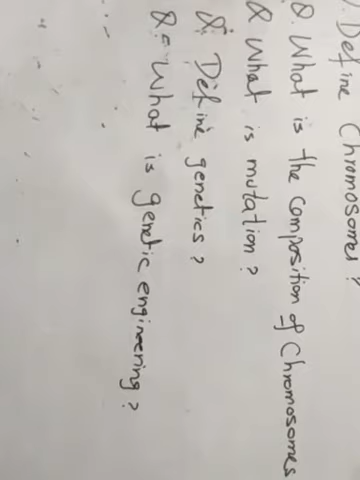 Define Chromosomes?
Q. What is the composition of Chromosomes
Q What is mutation?
Q. Define genetics?
Q= What is genetic engineering?